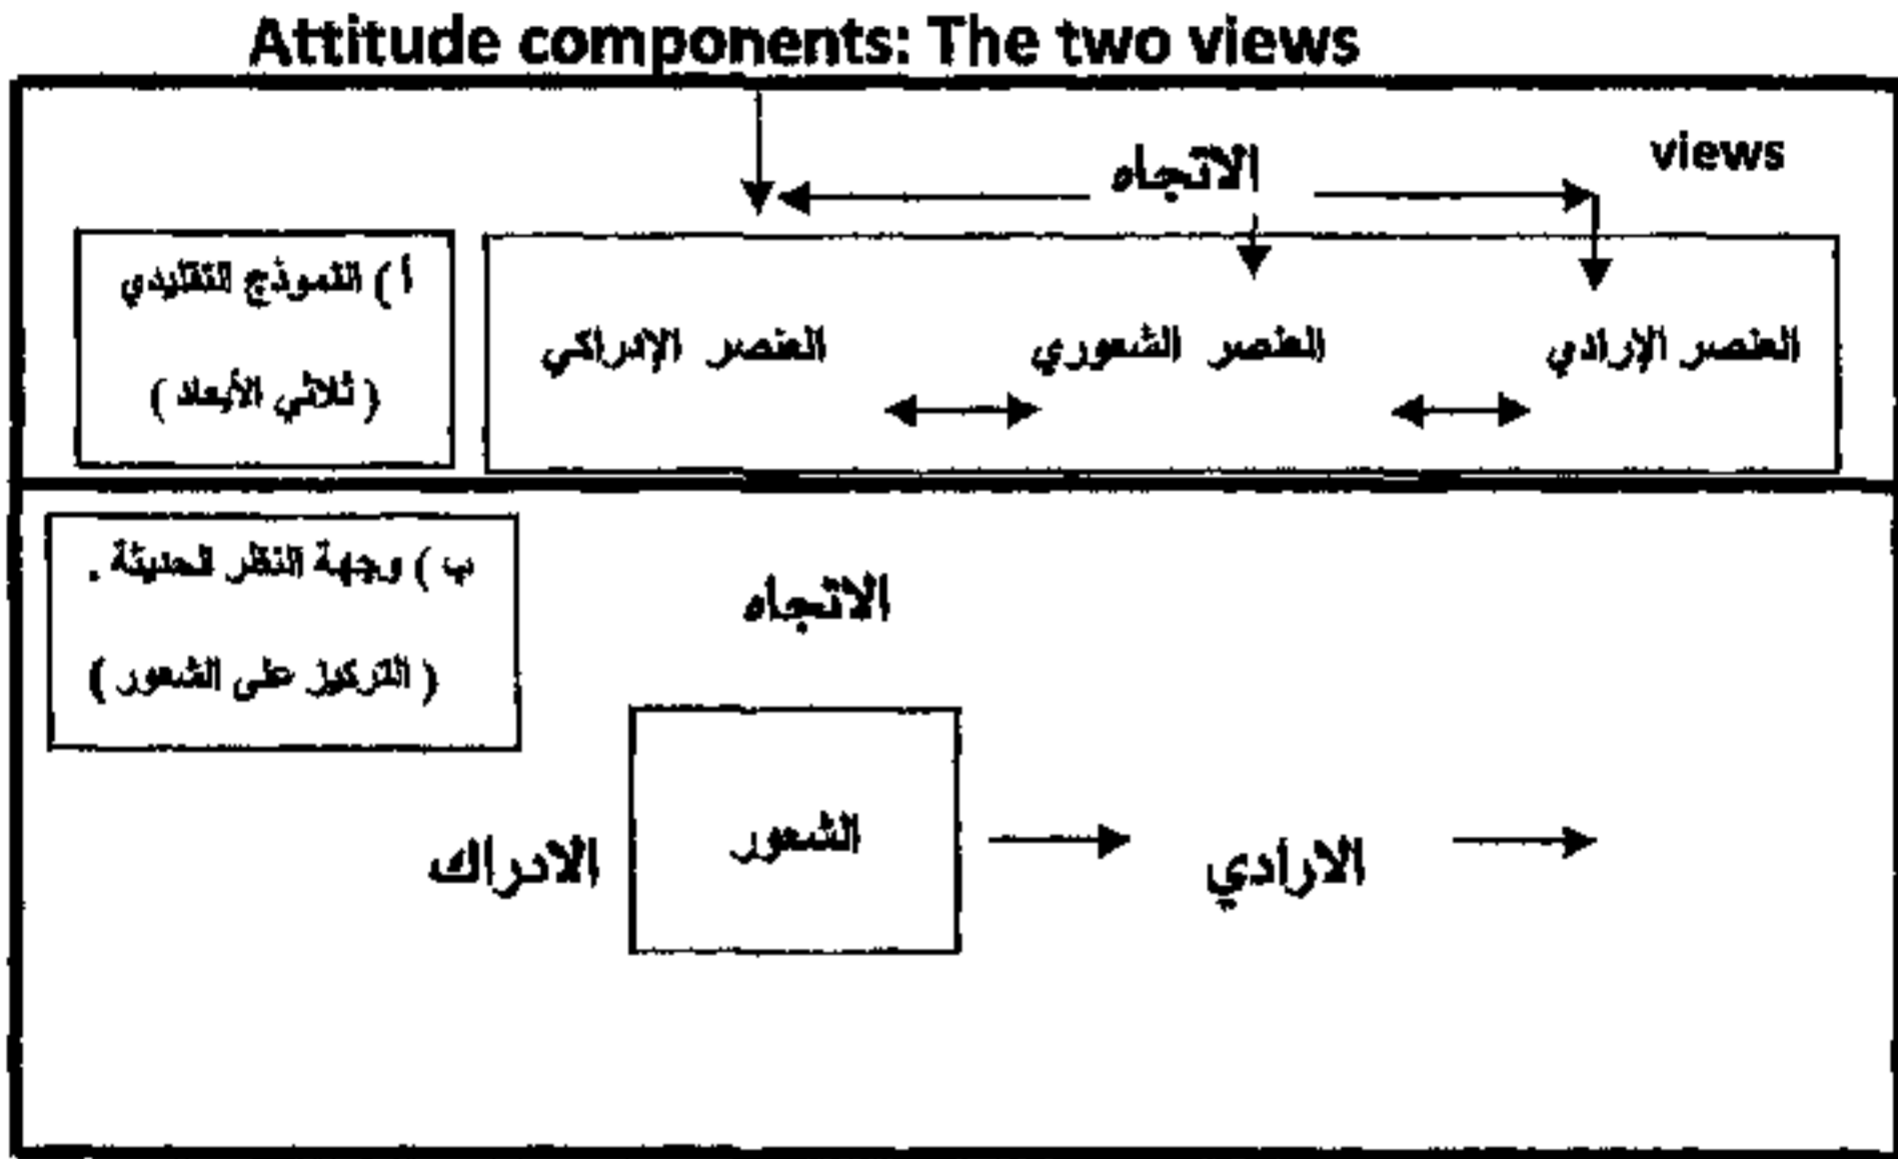 Attitude components: The two views
views
الاتجاه
أ ) النموذج التقليدي
( ثلاثي الأبعاد )
العنصر الإدراكي
العنصر الشعوري
العنصر الإرادي
ب ) وجهة النظر الحديثة .
( التركيز على الشعور )
الاتجاه
الادراك
الشعور
الارادي